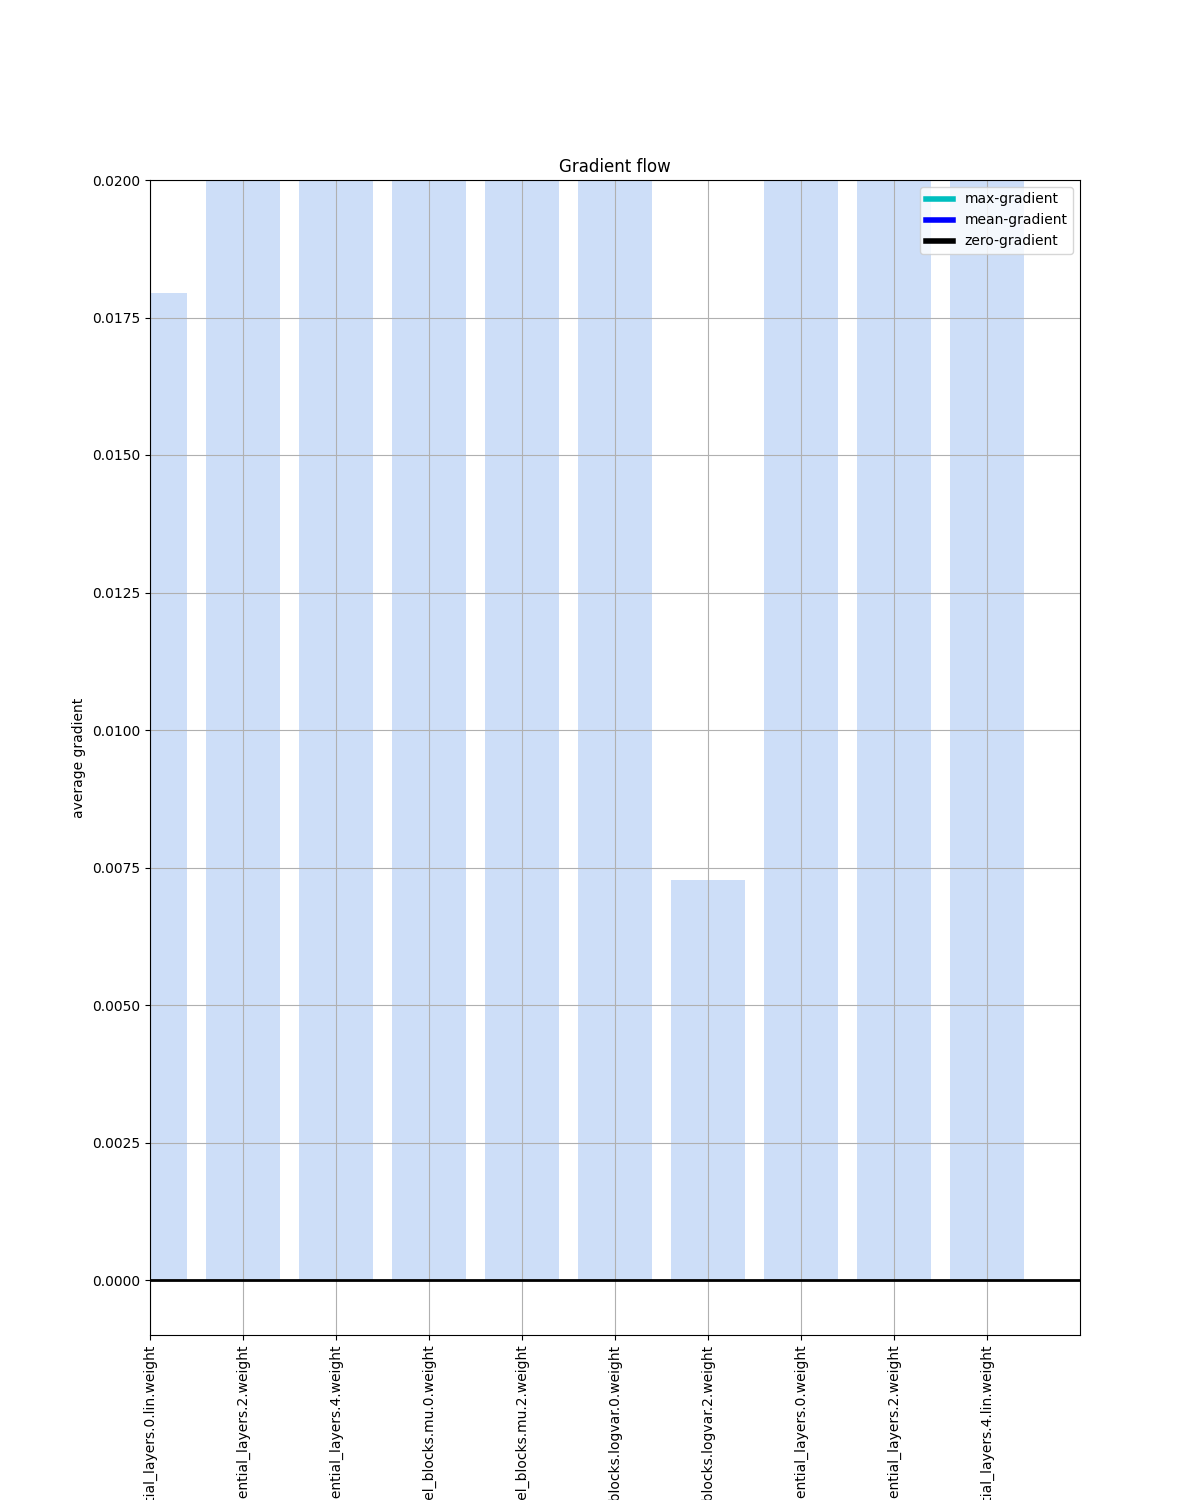 Gradient flow
max-gradient
mean-gradient
zero-gradient
0.0200
0.0175
0.0150
0.0125
0.0100
0.0075
0.0050
0.0025
0.0000
average gradient
tial_layers.0.lin.weight
ential_layers.2.weight
ential_layers.4.weight
el_blocks.mu.0.weight
el_blocks.mu.2.weight
blocks.logvar.0.weight
blocks.logvar.2.weight
ential_layers.0.weight
ential_layers.2.weight
tial_layers.4.lin.weight